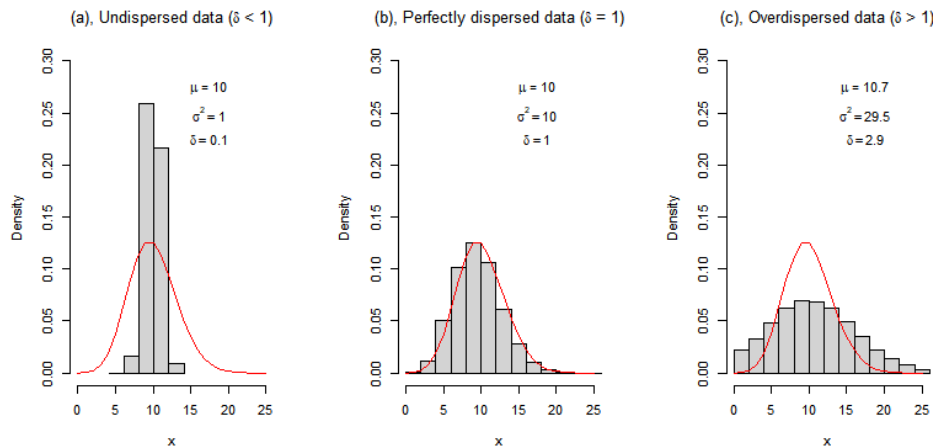 (a), Undispersed data (δ < 1)
0.30
0.25
0.20
0.15
0.10
0.05
0.00
Density
μ = 10
σ² = 1
δ = 0.1
0 5 10 15 20 25
x
(b), Perfectly dispersed data (δ = 1)
0.30
0.25
0.20
0.15
0.10
0.05
0.00
Density
μ = 10
σ² = 10
δ = 1
0 5 10 15 20 25
x
(c), Overdispersed data (δ > 1)
0.30
0.25
0.20
0.15
0.10
0.05
0.00
Density
μ = 10.7
σ² = 29.5
δ = 2.9
0 5 10 15 20 25
x